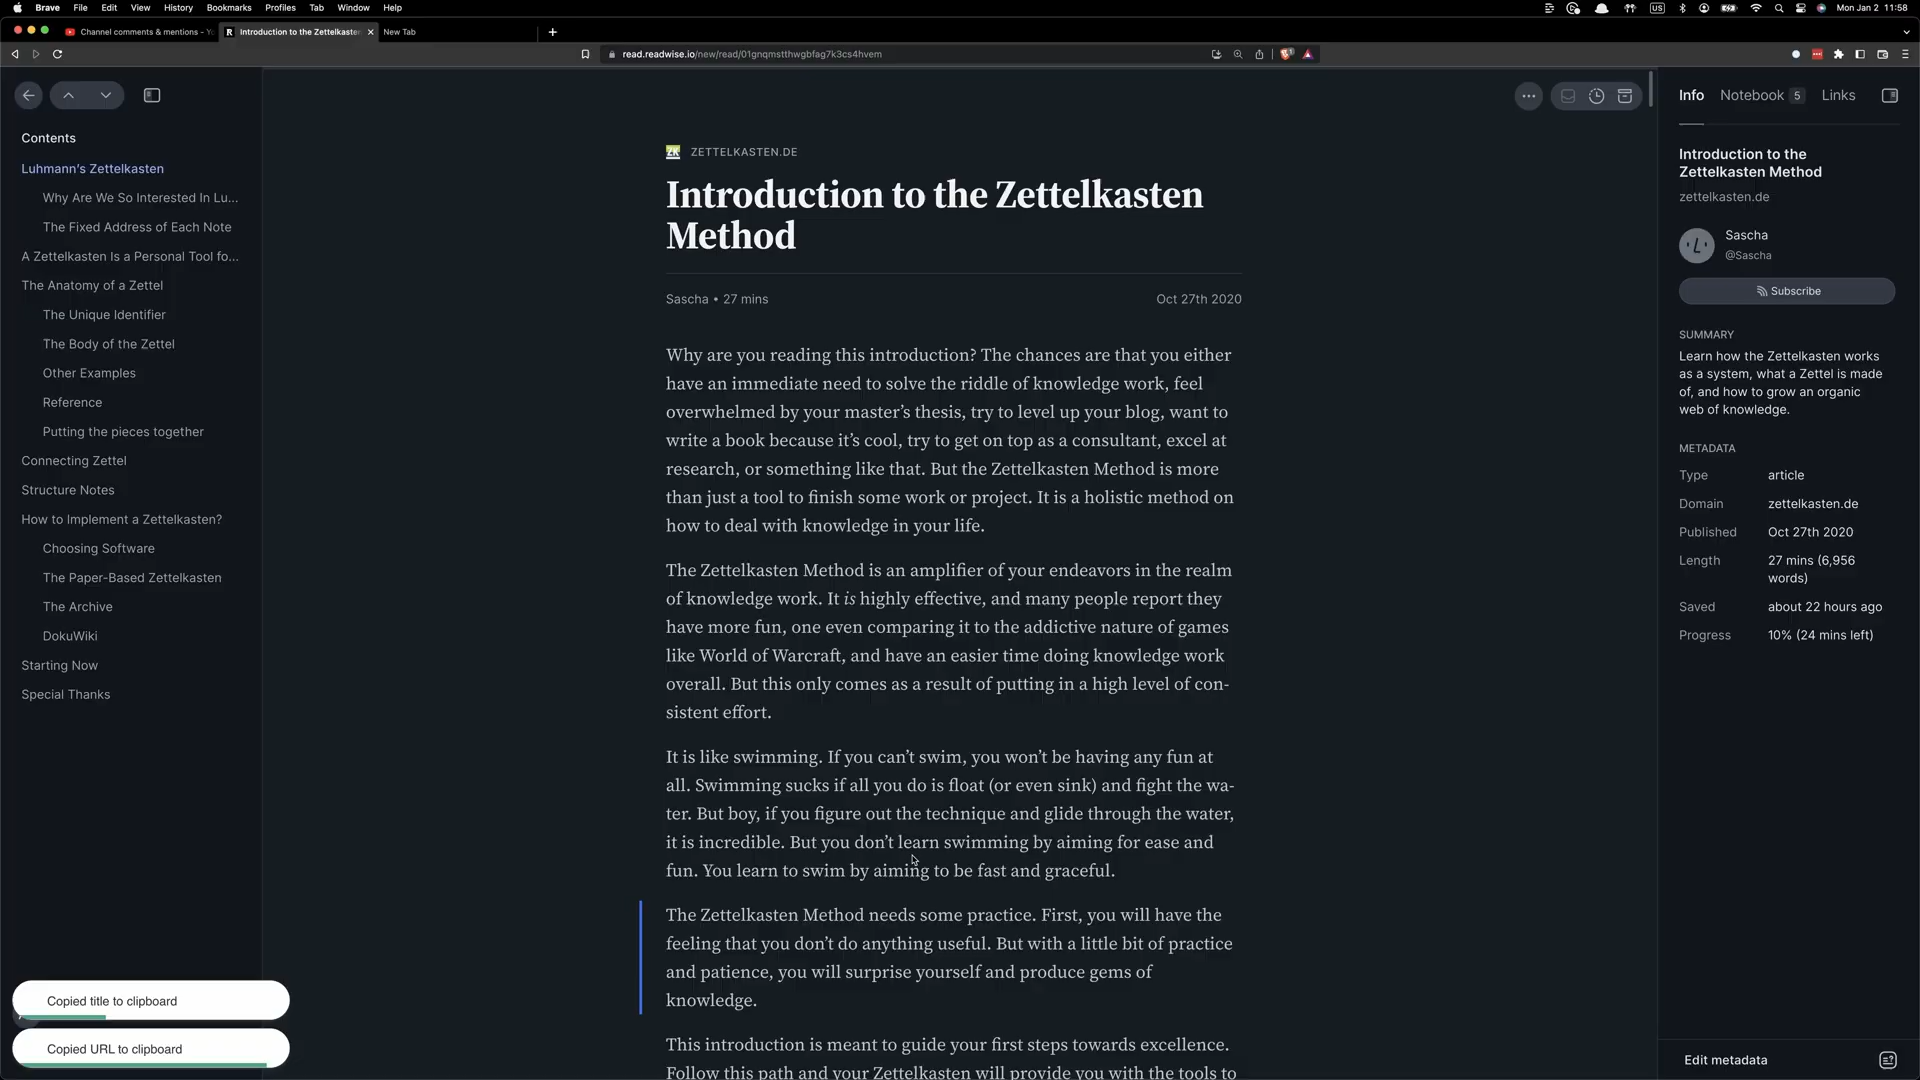 Brave File Edit View History Bookmarks Profiles Tab Window Help
US
Mon Jan 2 11:58
Channel comments & mentions - Y
Introduction to the Zettelkasten
New Tab
read.readwise.io/new/read/01gnqmstthwgbfag7k3cs4hvem
Contents
Luhmann's Zettelkasten
Why Are We So Interested In Lu...
The Fixed Address of Each Note
A Zettelkasten Is a Personal Tool fo...
The Anatomy of a Zettel
The Unique Identifier
The Body of the Zettel
Other Examples
Reference
Putting the pieces together
Connecting Zettel
Structure Notes
How to Implement a Zettelkasten?
Choosing Software
The Paper-Based Zettelkasten
The Archive
DokuWiki
Starting Now
Special Thanks
Copied title to clipboard
Copied URL to clipboard
ZK ZETTELKASTEN.DE
Introduction to the Zettelkasten
Method
Sascha • 27 mins
Oct 27th 2020
Why are you reading this introduction? The chances are that you either
have an immediate need to solve the riddle of knowledge work, feel
overwhelmed by your master’s thesis, try to level up your blog, want to
write a book because it’s cool, try to get on top as a consultant, excel at
research, or something like that. But the Zettelkasten Method is more
than just a tool to finish some work or project. It is a holistic method on
how to deal with knowledge in your life.
The Zettelkasten Method is an amplifier of your endeavors in the realm
of knowledge work. It is highly effective, and many people report they
have more fun, one even comparing it to the addictive nature of games
like World of Warcraft, and have an easier time doing knowledge work
overall. But this only comes as a result of putting in a high level of con-
sistent effort.
It is like swimming. If you can’t swim, you won’t be having any fun at
all. Swimming sucks if all you do is float (or even sink) and fight the wa-
ter. But boy, if you figure out the technique and glide through the water,
it is incredible. But you don’t learn swimming by aiming for ease and
fun. You learn to swim by aiming to be fast and graceful.
The Zettelkasten Method needs some practice. First, you will have the
feeling that you don’t do anything useful. But with a little bit of practice
and patience, you will surprise yourself and produce gems of
knowledge.
This introduction is meant to guide your first steps towards excellence.
Follow this path and your Zettelkasten will provide you with the tools to
Info Notebook 5 Links
Introduction to the
Zettelkasten Method
zettelkasten.de
Sascha
@Sascha
Subscribe
SUMMARY
Learn how the Zettelkasten works
as a system, what a Zettel is made
of, and how to grow an organic
web of knowledge.
METADATA
Type article
Domain zettelkasten.de
Published Oct 27th 2020
Length 27 mins (6,956
words)
Saved about 22 hours ago
Progress 10% (24 mins left)
Edit metadata